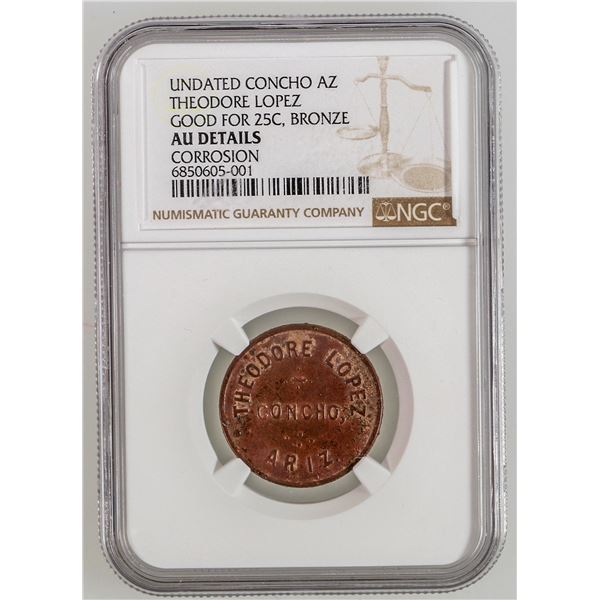 UNDATED CONCHO AZ
THEODORE LOPEZ
GOOD FOR 25C, BRONZE
AU DETAILS
CORROSION
6850605-001
NUMISMATIC GUARANTY COMPANY NGC®
THEODORE LOPEZ
CONCHO,
ARIZ.